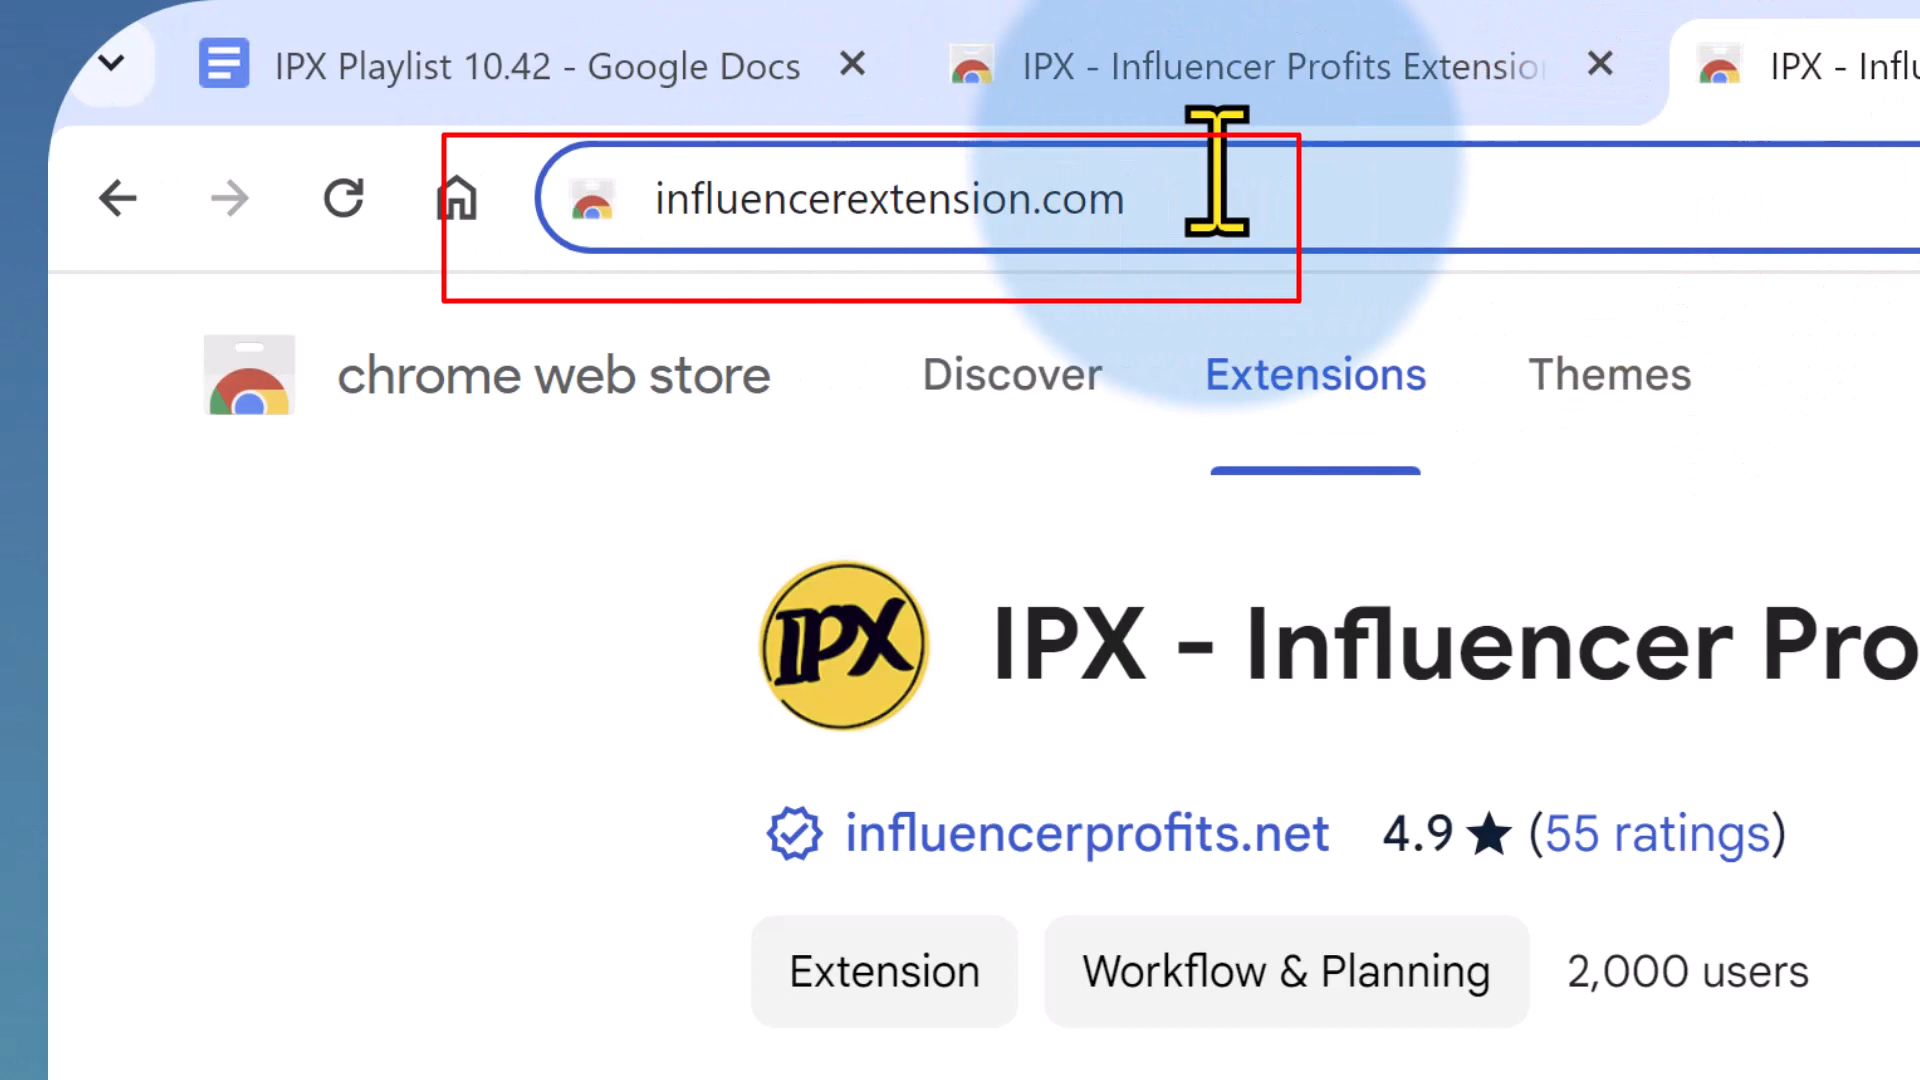 IPX Playlist 10.42 - Google Docs
IPX - Influencer Profits Extensio
IPX - Influ
influencerextension.com
chrome web store
Discover
Extensions
Themes
IPX
IPX - Influencer Pro
influencerprofits.net
4.9 ★ (55 ratings)
Extension
Workflow & Planning
2,000 users